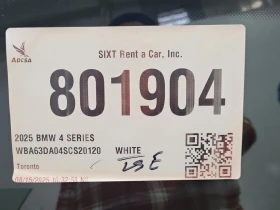 ADESA
SIXT Rent a Car, Inc.
801904
2025 BMW 4 SERIES
WBA63DA04SCS20120 WHITE
Toronto